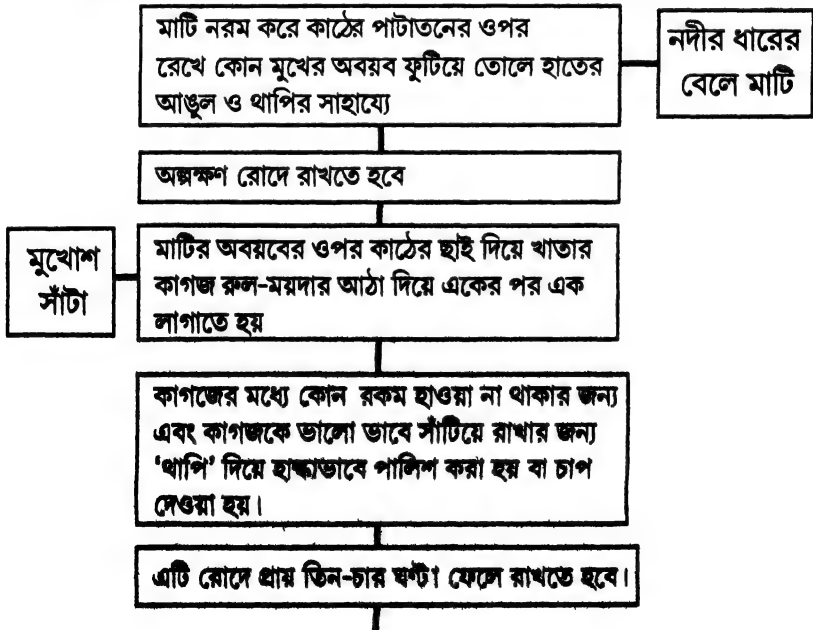 মাটি নরম করে কাঠের পাটাতনের ওপর
রেখে কোন মুখের অবয়ব ফুটিয়ে তোলে হাতের
আঙুল ও থাপির সাহায্যে
নদীর ধারের
বেলে মাটি
অল্পক্ষণ রোদে রাখতে হবে
মুখোশ
সাঁটা
মাটির অবয়বের ওপর কাঠের ছাই দিয়ে খাতার
কাগজ রুল-ময়দার আঠা দিয়ে একের পর এক
লাগাতে হয়
কাগজের মধ্যে কোন রকম হাওয়া না থাকার জন্য
এবং কাগজকে ভালো ভাবে সাঁটিয়ে রাখার জন্য
‘থাপি’ দিয়ে হাল্কাভাবে পালিশ করা হয় বা চাপ
দেওয়া হয়।
এটি রোদে প্রায় তিন-চার ঘণ্টা ফেলে রাখতে হবে।